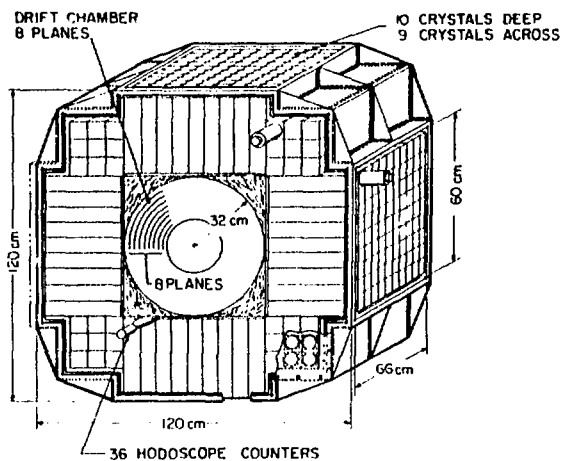 DRIFT CHAMBER
8 PLANES
10 CRYSTALS DEEP
9 CRYSTALS ACROSS
32 cm
8 PLANES
120 cm
60 cm
66 cm
120 cm
36 HODOSCOPE COUNTERS